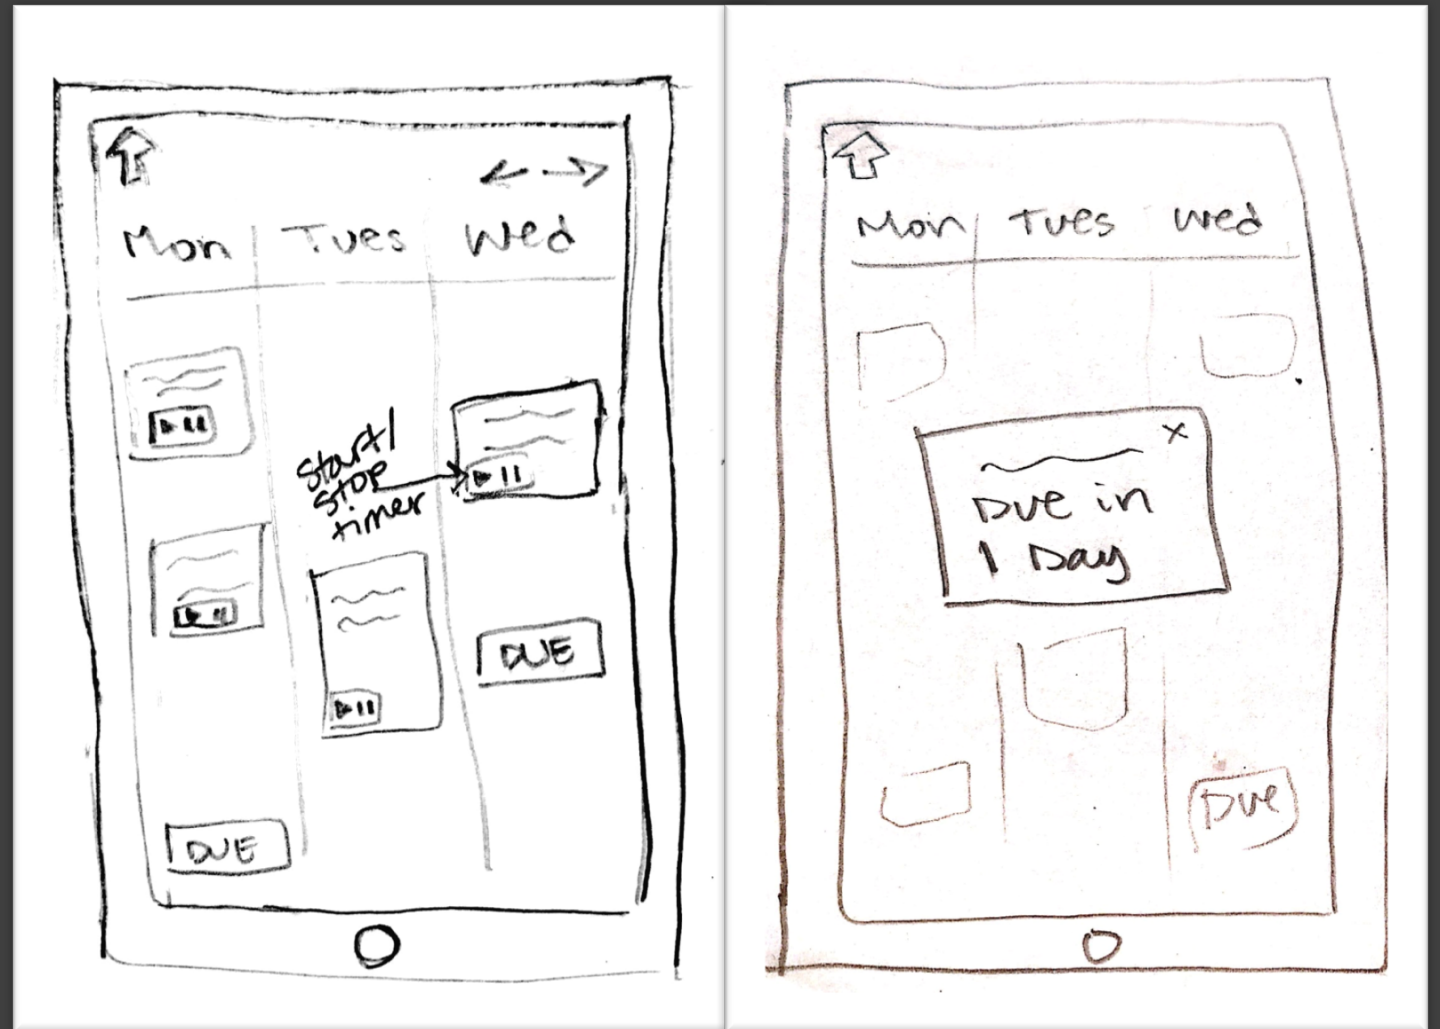 Mon Tues Wed
Start/
Stop
timer
DUE
DUE
Mon Tues Wed
x
Due in
1 Day
Due